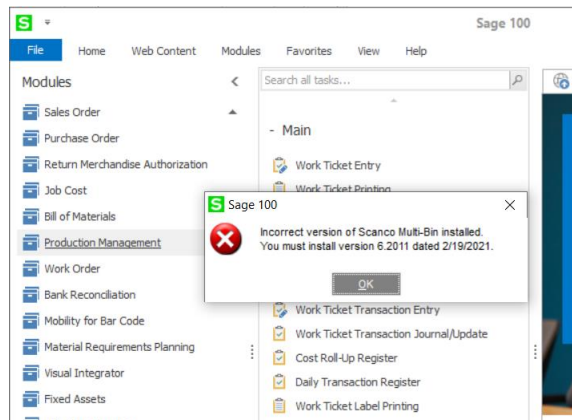 S
Sage 100
File Home Web Content Modules Favorites View Help
Modules
Search all tasks...
Sales Order
Purchase Order
Return Merchandise Authorization
Job Cost
Bill of Materials
Production Management
Work Order
Bank Reconciliation
Mobility for Bar Code
Material Requirements Planning
Visual Integrator
Fixed Assets
- Main
Work Ticket Entry
Work Ticket Printing
S Sage 100
Incorrect version of Scanco Multi-Bin installed.
You must install version 6.2011 dated 2/19/2021.
OK
Work Ticket Transaction Entry
Work Ticket Transaction Journal/Update
Cost Roll-Up Register
Daily Transaction Register
Work Ticket Label Printing